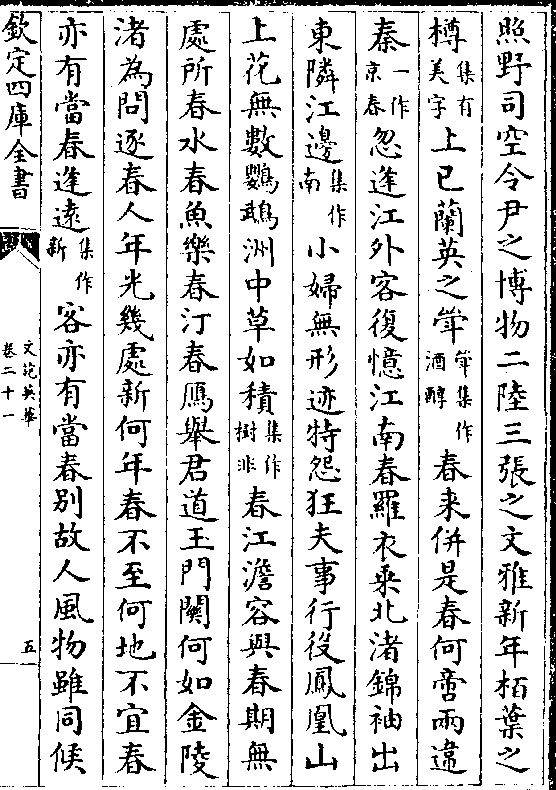 照野司空令尹之博物二陸三張之文雅新年栢葉之
樽集有美字上巳蘭英之集作酒醇春来併是春何啻兩違
秦一作京春忽逢江外客復憶江南春羅衣乗北渚錦袖出
東隣江邊集作南小婦無形迹特怨狂夫事行役鳳凰山
上花無數鸚鵡洲中草如積集作樹非春江澹容與春期無
處所春水春魚樂春汀春鴈舉君道王門關何如金陵
渚為問逐春人年光幾處新何年春不至何地不宜春
亦有當春逢遠集作新客亦有當春别故人風物雖同候
欽定四庫全書
文苑英華
卷二十一
五